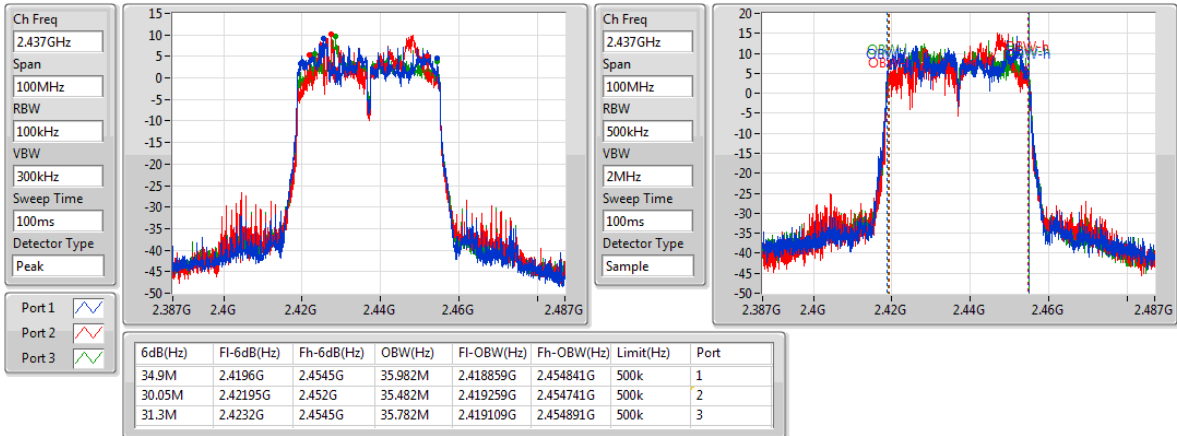 Ch Freq
2.437GHz
Span
100MHz
RBW
100kHz
VBW
300kHz
Sweep Time
100ms
Detector Type
Peak
Port 1
Port 2
Port 3
15
10
5
0
-5
-10
-15
-20
-25
-30
-35
-40
-45
-50
2.387G 2.4G 2.42G 2.44G 2.46G 2.487G
Ch Freq
2.437GHz
Span
100MHz
RBW
500kHz
VBW
2MHz
Sweep Time
100ms
Detector Type
Sample
20
15
10
5
0
-5
-10
-15
-20
-25
-30
-35
-40
-45
-50
2.387G 2.4G 2.42G 2.44G 2.46G 2.487G
6dB(Hz) Fl-6dB(Hz) Fh-6dB(Hz) OBW(Hz) Fl-OBW(Hz) Fh-OBW(Hz) Limit(Hz) Port
34.9M 2.4196G 2.4545G 35.982M 2.418859G 2.454841G 500k 1
30.05M 2.42195G 2.452G 35.482M 2.419259G 2.454741G 500k 2
31.3M 2.4232G 2.4545G 35.782M 2.419109G 2.454891G 500k 3